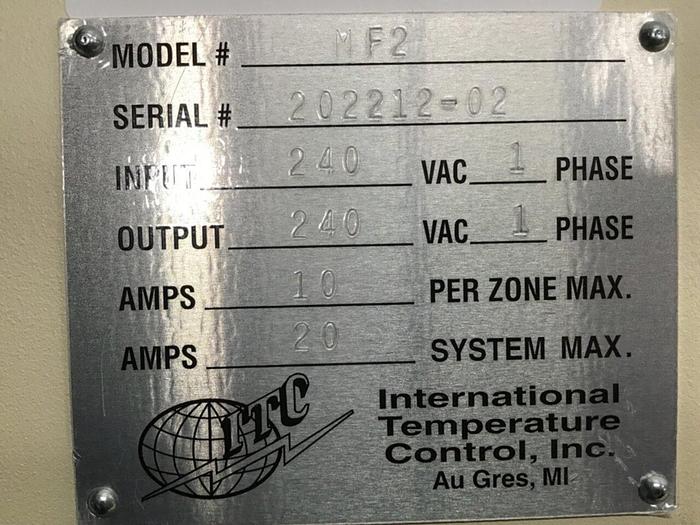 MODEL # MF2
SERIAL # 202212-02
INPUT 240 VAC 1 PHASE
OUTPUT 240 VAC 1 PHASE
AMPS 10 PER ZONE MAX.
AMPS 20 SYSTEM MAX.
ITC
International
Temperature
Control, Inc.
Au Gres, MI